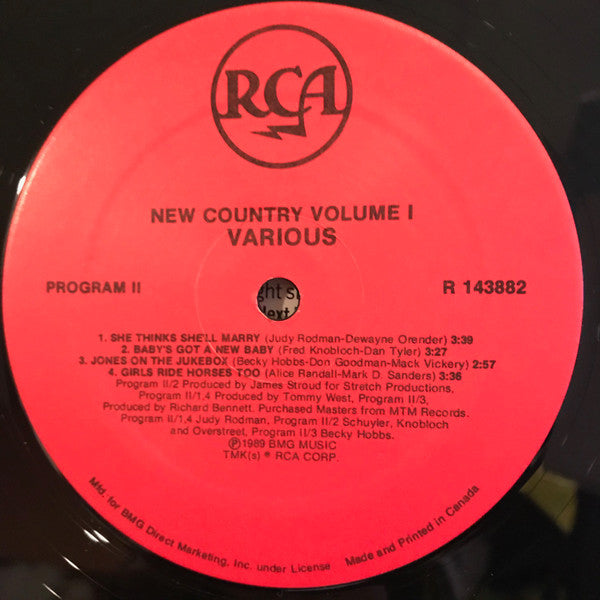 RCA
NEW COUNTRY VOLUME I
VARIOUS
PROGRAM II
R 143882
ght s
Next
1. SHE THINKS SHE'LL MARRY (Judy Rodman-Dewayne Orender) 3:39
2. BABY'S GOT A NEW BABY (Fred Knobloch-Dan Tyler) 3:27
3. JONES ON THE JUKEBOX (Becky Hobbs-Don Goodman-Mack Vickery) 2:57
4. GIRLS RIDE HORSES TOO (Alice Randall-Mark D. Sanders) 3:36
Program II/2 Produced by James Stroud for Stretch Productions,
Program II/1,4 Produced by Tommy West, Program II/3,
Produced by Richard Bennett. Purchased Masters from MTM Records.
Program II/1,4 Judy Rodman, Program II/2 Schuyler, Knobloch
and Overstreet, Program II/3 Becky Hobbs.
℗1989 BMG MUSIC
TMK(s) ® RCA CORP.
Mfd. for BMG Direct Marketing, Inc. under License Made and Printed in Canada